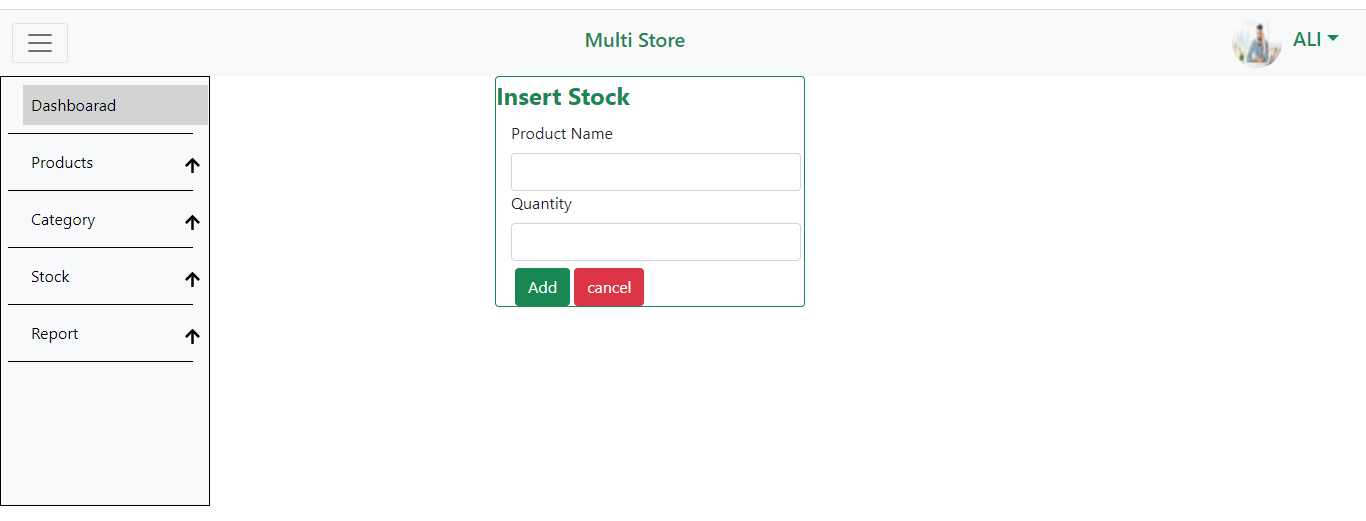 Multi Store
ALI
Dashboarad
Products
Category
Stock
Report
Insert Stock
Product Name
Quantity
Add cancel